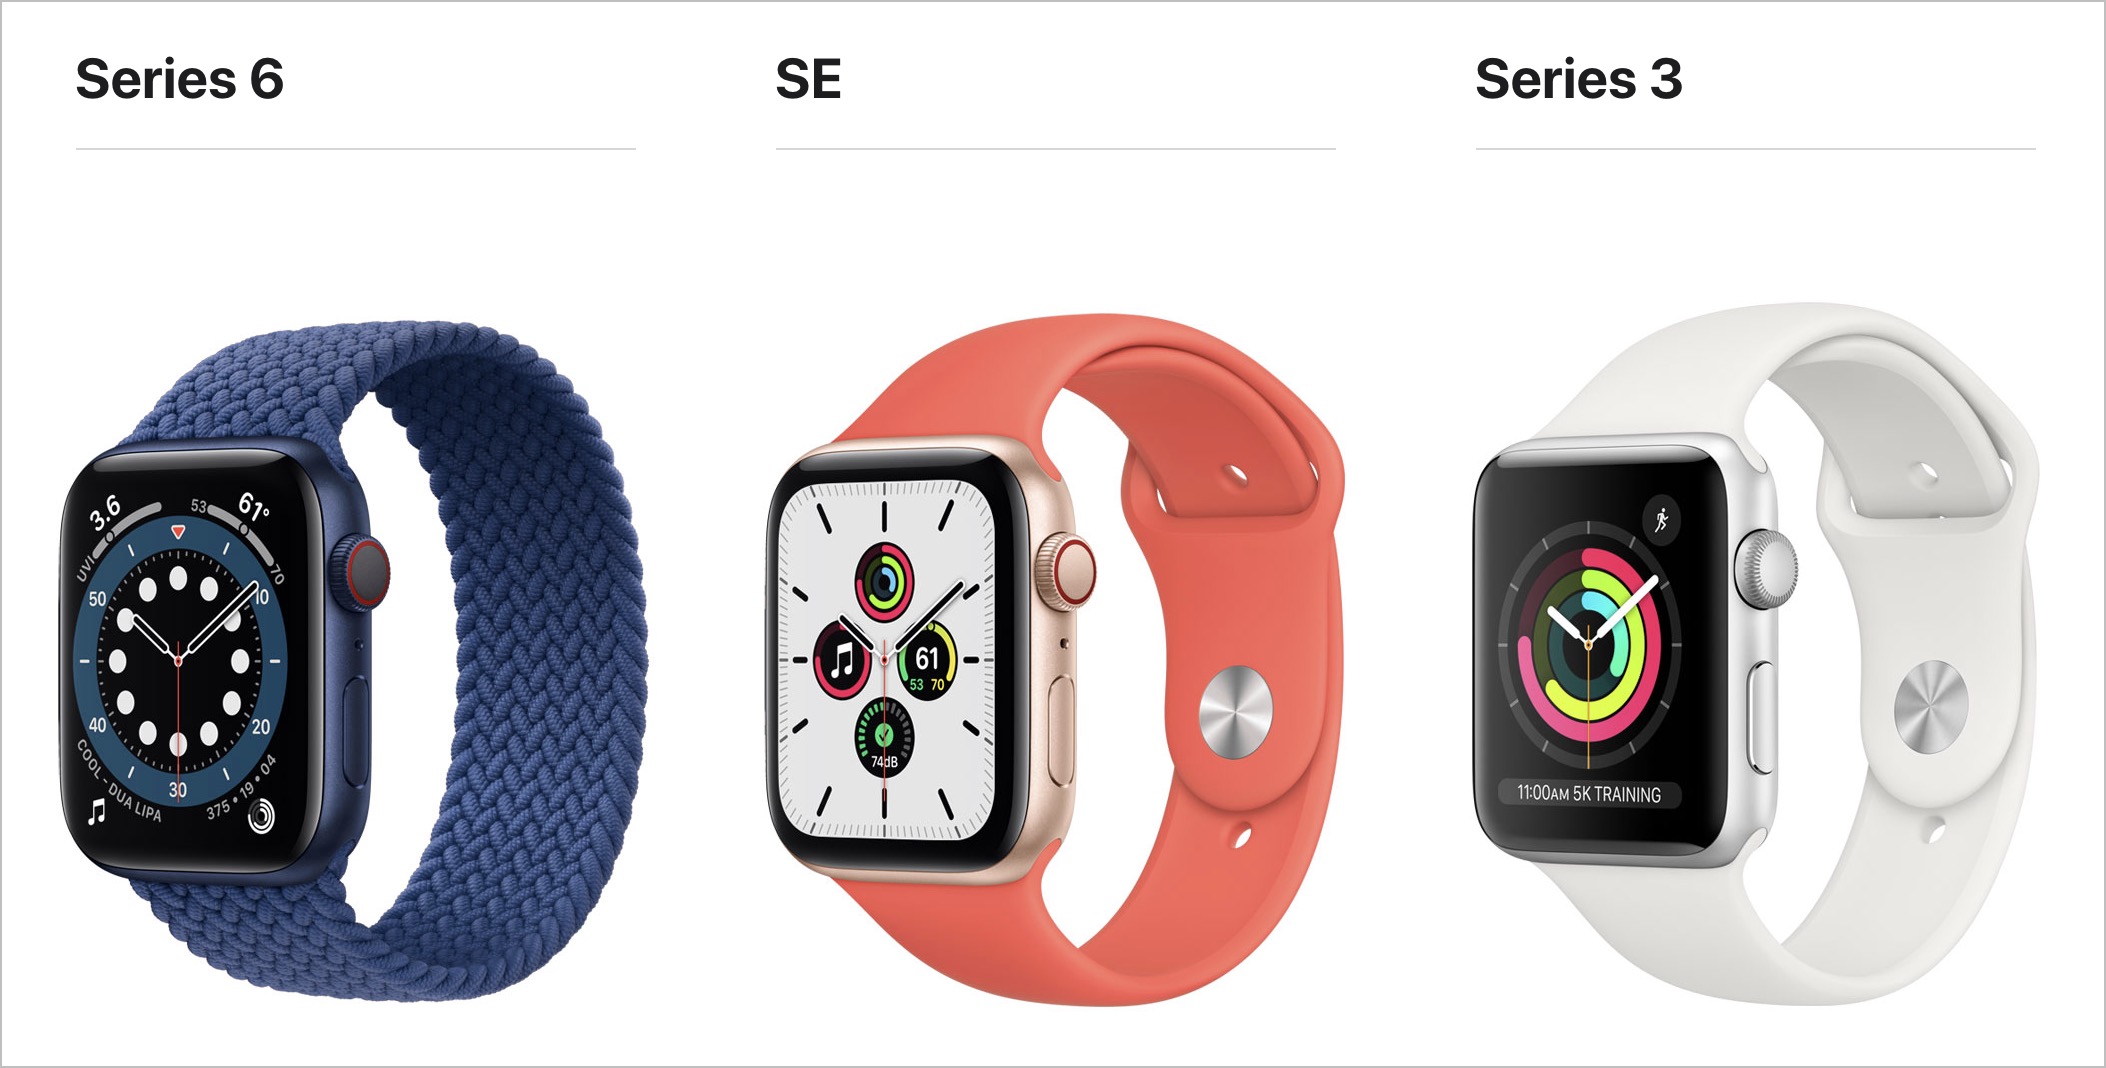 Series 6
SE
Series 3
3.6
UVI
53
61°
70
50
10
40
20
30
COOL - DUA LIPA
375 • 19 • 04
61
53 70
74dB
11:00AM 5K TRAINING